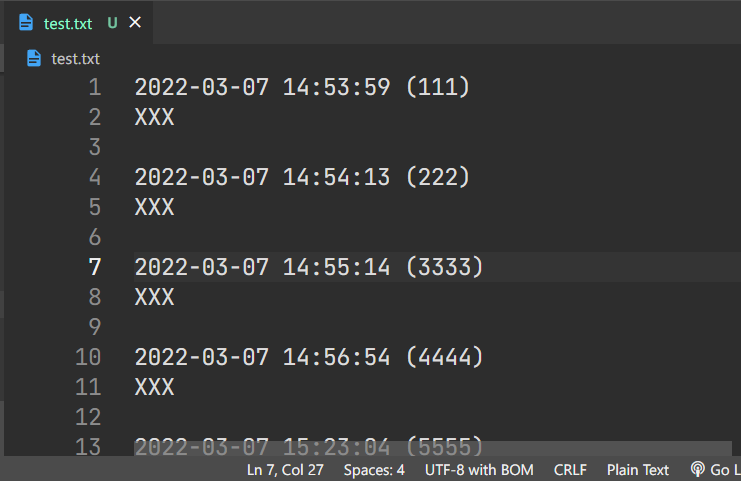 test.txt U
test.txt
1 2022-03-07 14:53:59 (111)
2 XXX
3
4 2022-03-07 14:54:13 (222)
5 XXX
6
7 2022-03-07 14:55:14 (3333)
8 XXX
9
10 2022-03-07 14:56:54 (4444)
11 XXX
12
13 2022-03-07 15:23:04 (5555)
Ln 7, Col 27 Spaces: 4 UTF-8 with BOM CRLF Plain Text Go L